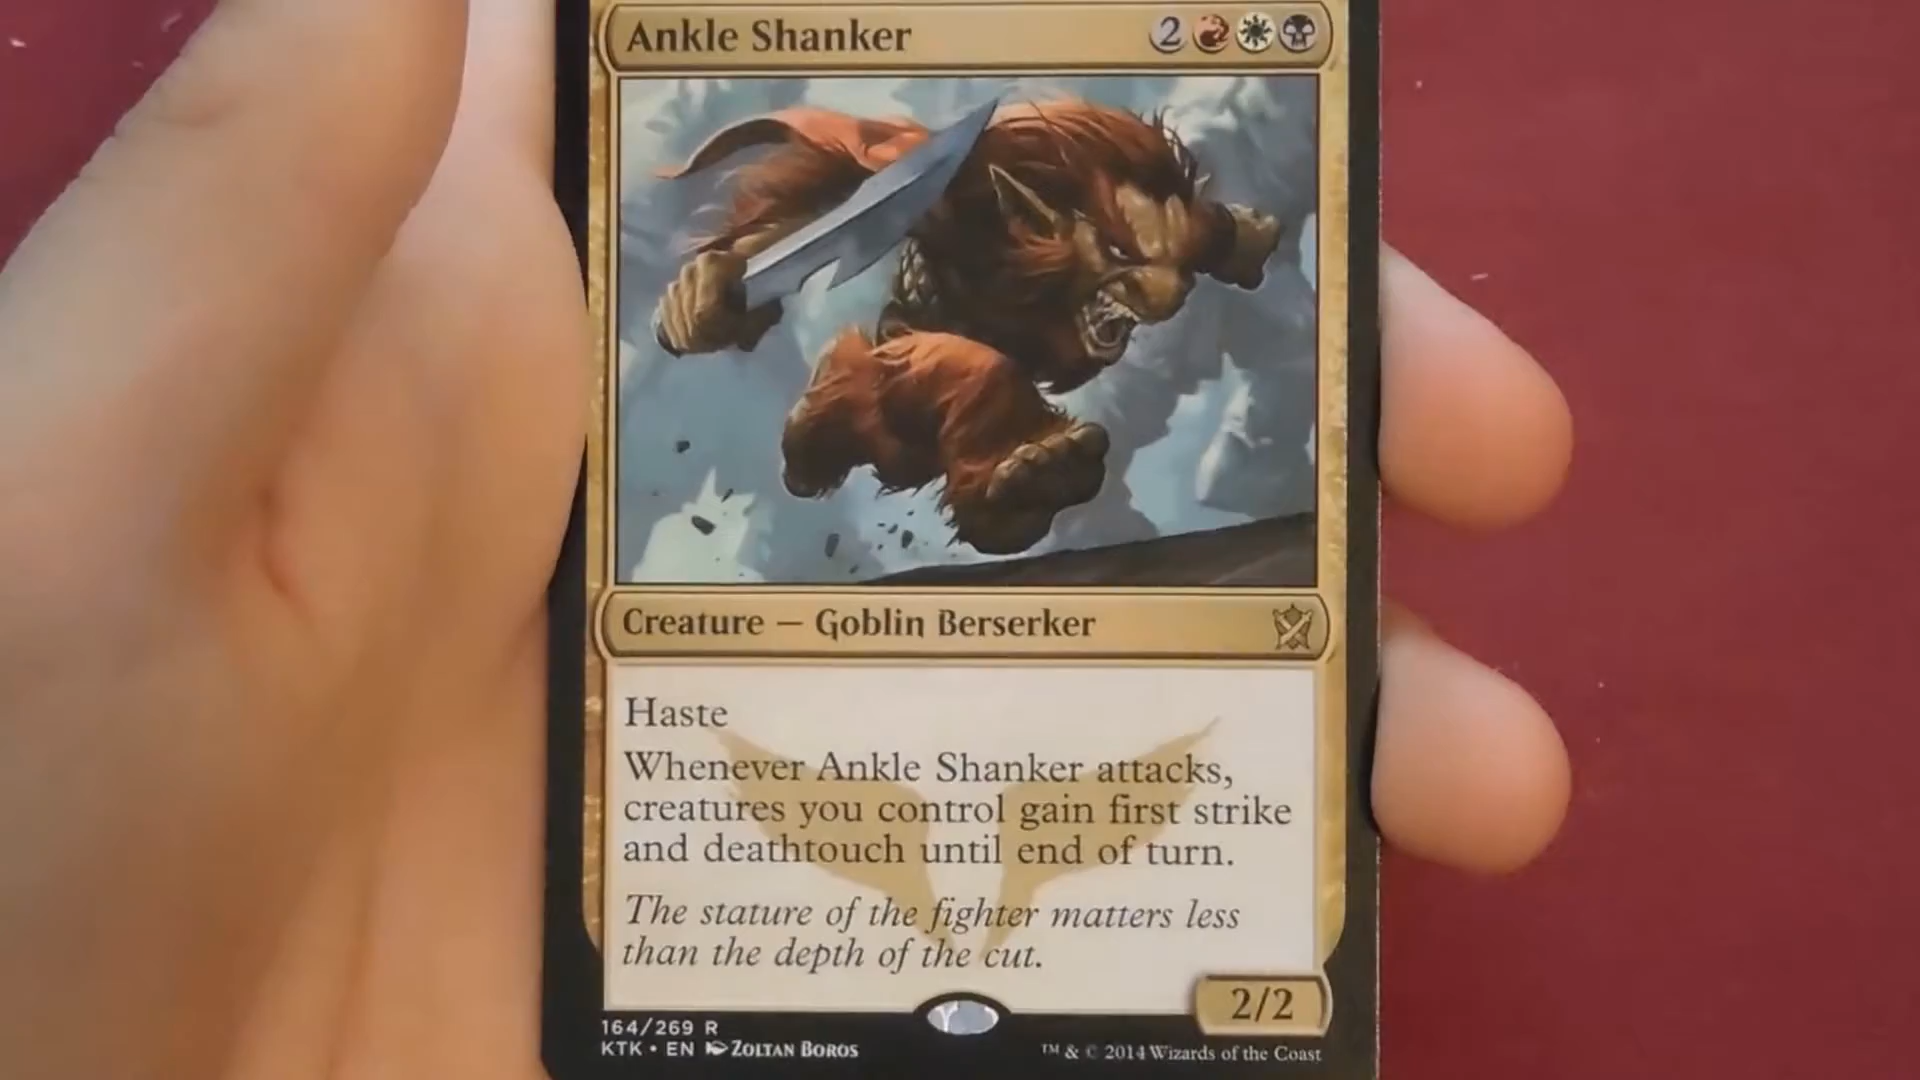 Ankle Shanker 2
Creature — Goblin Berserker
Haste
Whenever Ankle Shanker attacks,
creatures you control gain first strike
and deathtouch until end of turn.
The stature of the fighter matters less
than the depth of the cut.
2/2
164/269 R
KTK • EN ZOLTAN BOROS
™ & © 2014 Wizards of the Coast